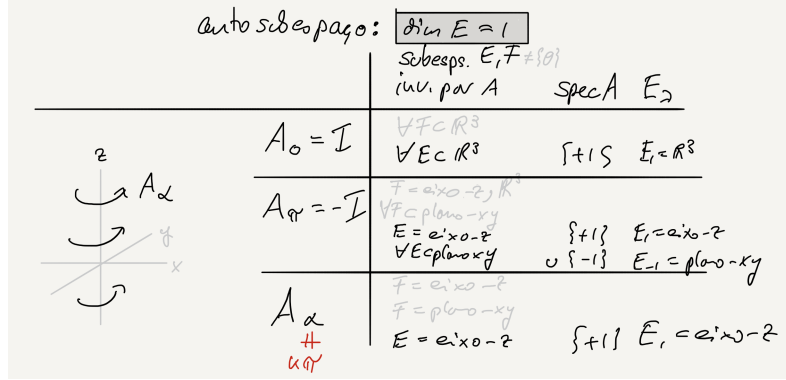 autosubespaço: dim E = 1
subesps. E, F ≠ {0}
inv. por A spec A E_λ
A_0 = I ∀F ⊂ ℝ³
∀E ⊂ ℝ³ {+1} E_1 = ℝ³
z
A_α
y
x
A_π = -I F = eixo-z, ℝ³
∀F ⊂ plano-xy
E = eixo-z {+1} E_1 = eixo-z
∀E ⊂ plano xy ∪ {-1} E_-1 = plano-xy
A_α F = eixo-z
F = plano-xy
≠ E = eixo-z {+1} E_1 = eixo-z
kπ